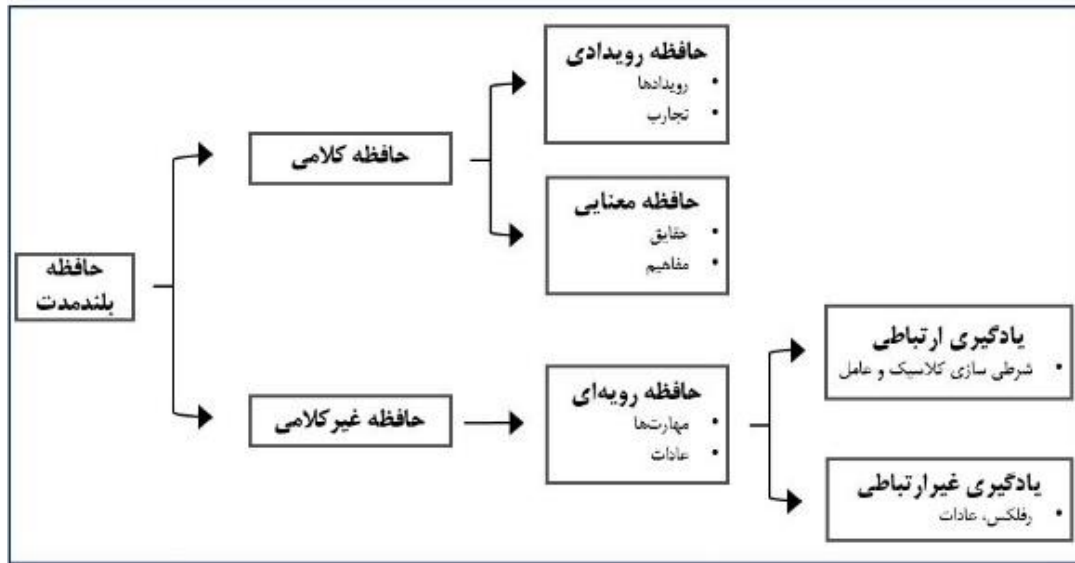 حافظه
بلندمدت
حافظه کلامی
حافظه رویدادی
• رویدادها
• تجارب
حافظه معنایی
• حقایق
• مفاهیم
حافظه غیرکلامی
حافظه رویه‌ای
• مهارت‌ها
• عادات
یادگیری ارتباطی
• شرطی سازی کلاسیک و عامل
یادگیری غیرارتباطی
• رفلکس، عادات